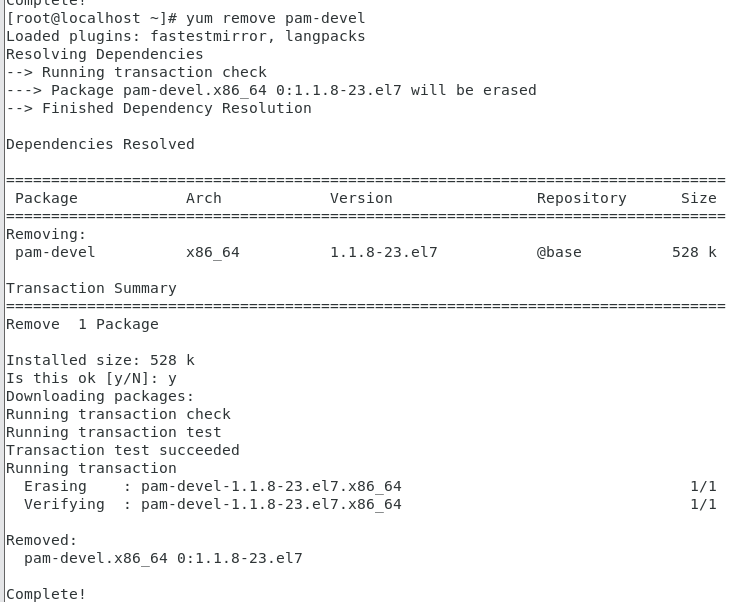 Complete!
[root@localhost ~]# yum remove pam-devel
Loaded plugins: fastestmirror, langpacks
Resolving Dependencies
--> Running transaction check
---> Package pam-devel.x86_64 0:1.1.8-23.el7 will be erased
--> Finished Dependency Resolution

Dependencies Resolved

================================================================================
 Package            Arch            Version                Repository      Size
================================================================================
Removing:
 pam-devel          x86_64          1.1.8-23.el7           @base          528 k

Transaction Summary
================================================================================
Remove  1 Package

Installed size: 528 k
Is this ok [y/N]: y
Downloading packages:
Running transaction check
Running transaction test
Transaction test succeeded
Running transaction
  Erasing    : pam-devel-1.1.8-23.el7.x86_64                                1/1
  Verifying  : pam-devel-1.1.8-23.el7.x86_64                                1/1

Removed:
  pam-devel.x86_64 0:1.1.8-23.el7

Complete!